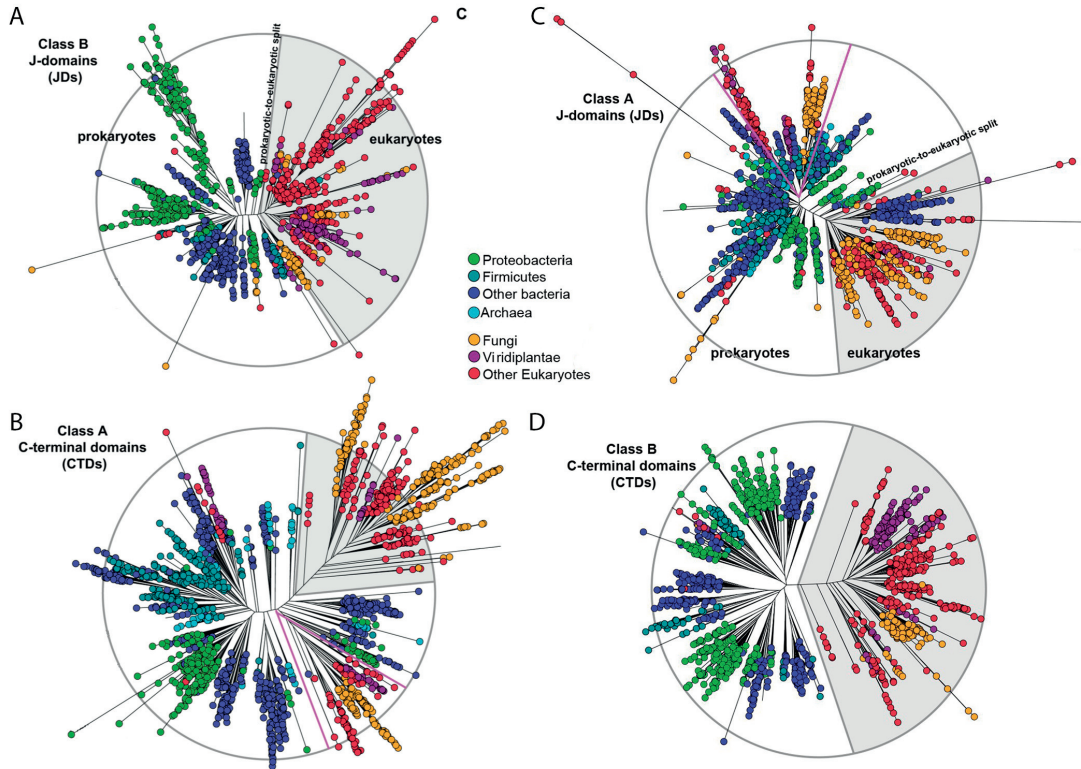 A
Class B
J-domains
(JDs)
prokaryotes
prokaryotic-to-eukaryotic split
eukaryotes
c
C
Class A
J-domains (JDs)
prokaryotic-to-eukaryotic split
prokaryotes
eukaryotes
Proteobacteria
Firmicutes
Other bacteria
Archaea
Fungi
Viridiplantae
Other Eukaryotes
B
Class A
C-terminal domains
(CTDs)
D
Class B
C-terminal domains
(CTDs)